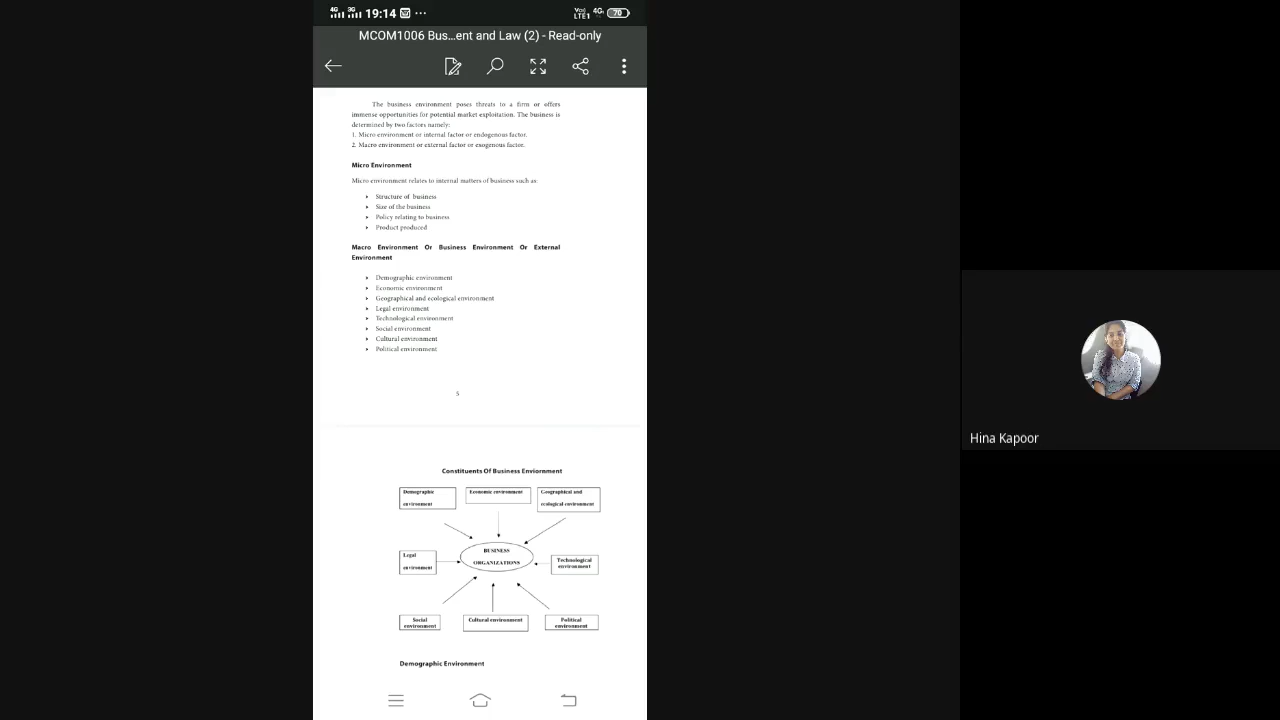 4G 3G 19:14 ··· Vo) LTE1 4G 70
MCOM1006 Bus...ent and Law (2) - Read-only
The business environment poses threats to a firm or offers
immense opportunities for potential market exploitation. The business is
determined by two factors namely:
1. Micro environment or internal factor or endogenous factor.
2. Macro environment or external factor or exogenous factor.
Micro Environment
Micro environment relates to internal matters of business such as:
Structure of business
Size of the business
Policy relating to business
Product produced
Macro Environment Or Business Environment Or External
Environment
Demographic environment
Economic environment
Geographical and ecological environment
Legal environment
Technological environment
Social environment
Cultural environment
Political environment
5
Constituents Of Business Enviornment
Demographic
environment
Economic environment
Geographical and
ecological environment
Legal
environment
BUSINESS
ORGANIZATIONS
Technological
environment
Social
environment
Cultural environment
Political
environment
Demographic Environment
Hina Kapoor